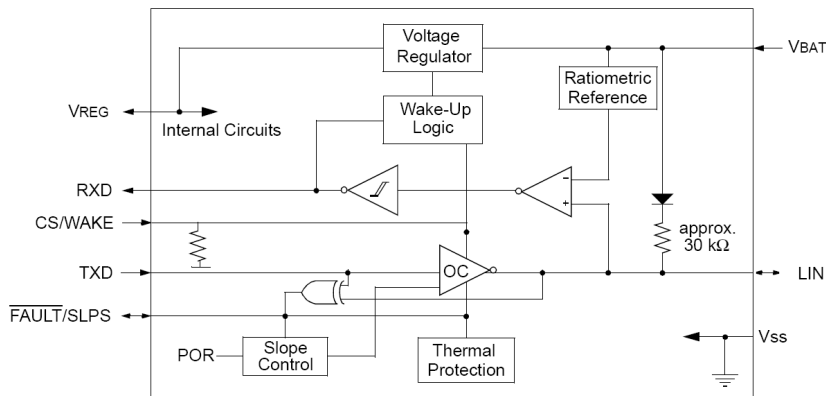 Voltage
Regulator
VBAT
Ratiometric
Reference
VREG
Internal Circuits
Wake-Up
Logic
RXD
-
+
CS/WAKE
approx.
30 kΩ
TXD
OC
LIN
FAULT/SLPS
VSS
POR
Slope
Control
Thermal
Protection